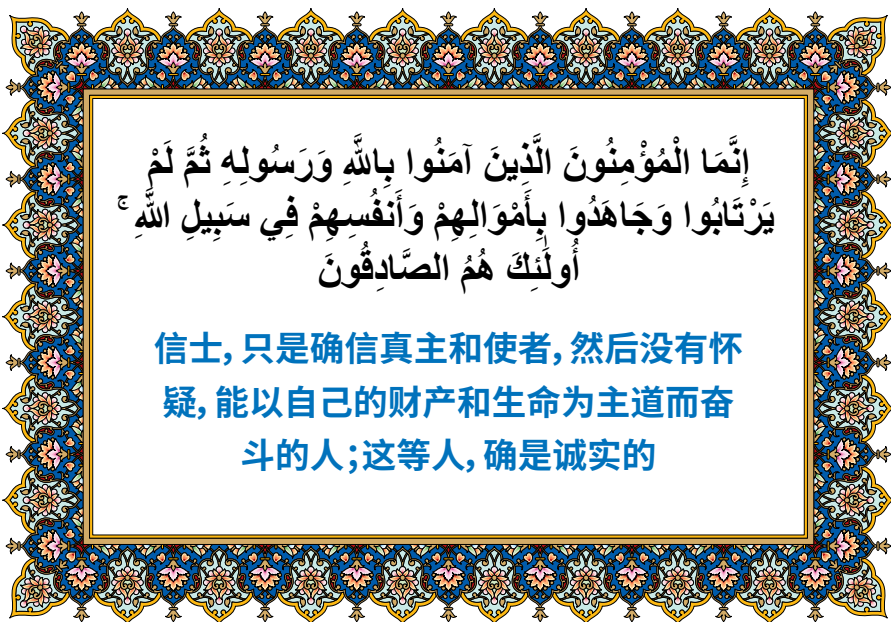 إِنَّمَا الْمُؤْمِنُونَ الَّذِينَ آمَنُوا بِاللَّهِ وَرَسُولِهِ ثُمَّ لَمْ
يَرْتَابُوا وَجَاهَدُوا بِأَمْوَالِهِمْ وَأَنفُسِهِمْ فِي سَبِيلِ اللَّهِ ۚ
أُولَٰئِكَ هُمُ الصَّادِقُونَ
信士，只是确信真主和使者，然后没有怀
疑，能以自己的财产和生命为主道而奋
斗的人；这等人，确是诚实的